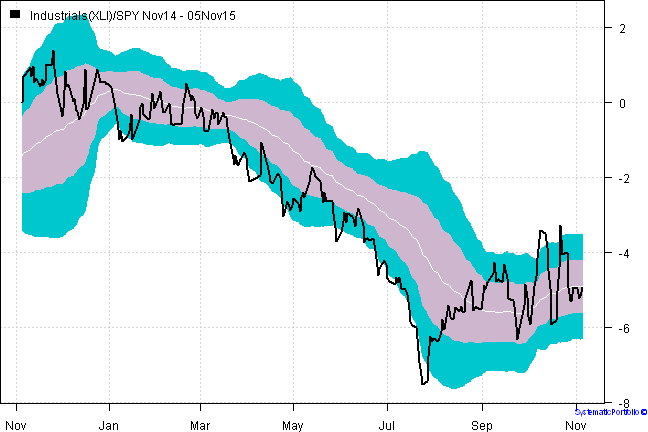 Industrials(XLI)/SPY Nov14 - 05Nov15
2
0
-2
-4
-6
-8
SystematicPortfolio ©
Nov Jan Mar May Jul Sep Nov